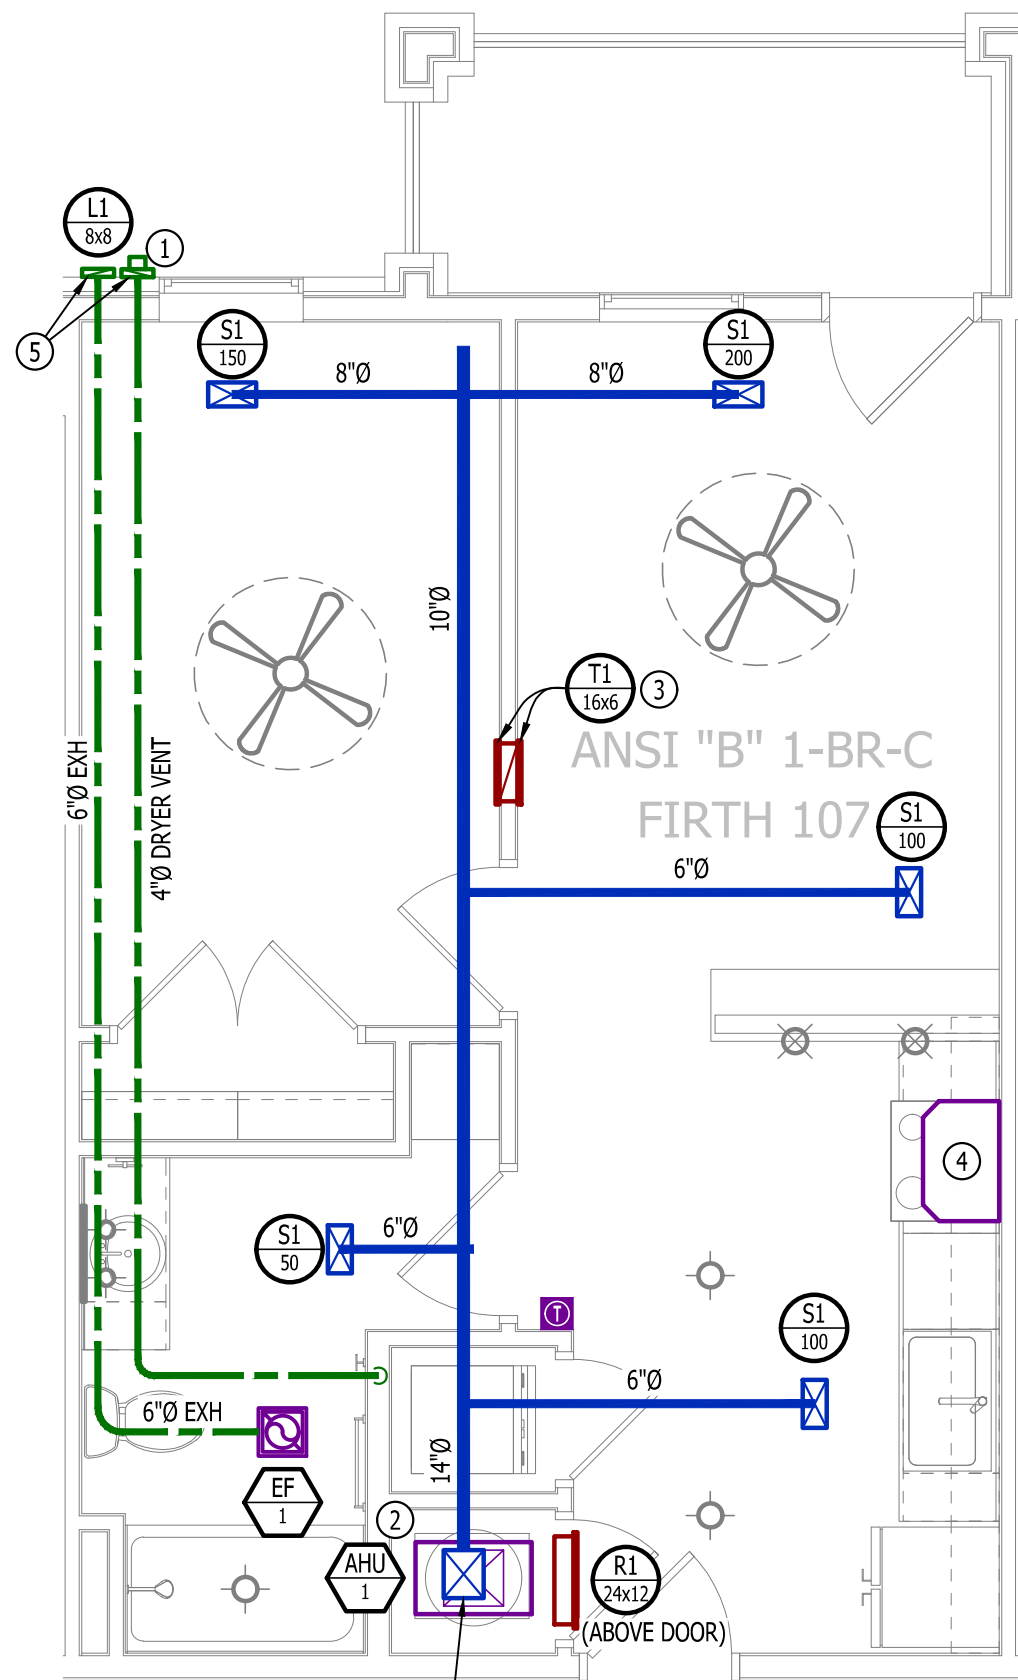 L1
8x8
1
5
S1
150
S1
200
8"Ø
8"Ø
10"Ø
T1
16x6
3
ANSI "B" 1-BR-C
FIRTH 107
6"Ø EXH
4"Ø DRYER VENT
S1
100
6"Ø
4
S1
50
6"Ø
T
S1
100
6"Ø
6"Ø EXH
14"Ø
EF
1
2
AHU
1
R1
24x12
(ABOVE DOOR)